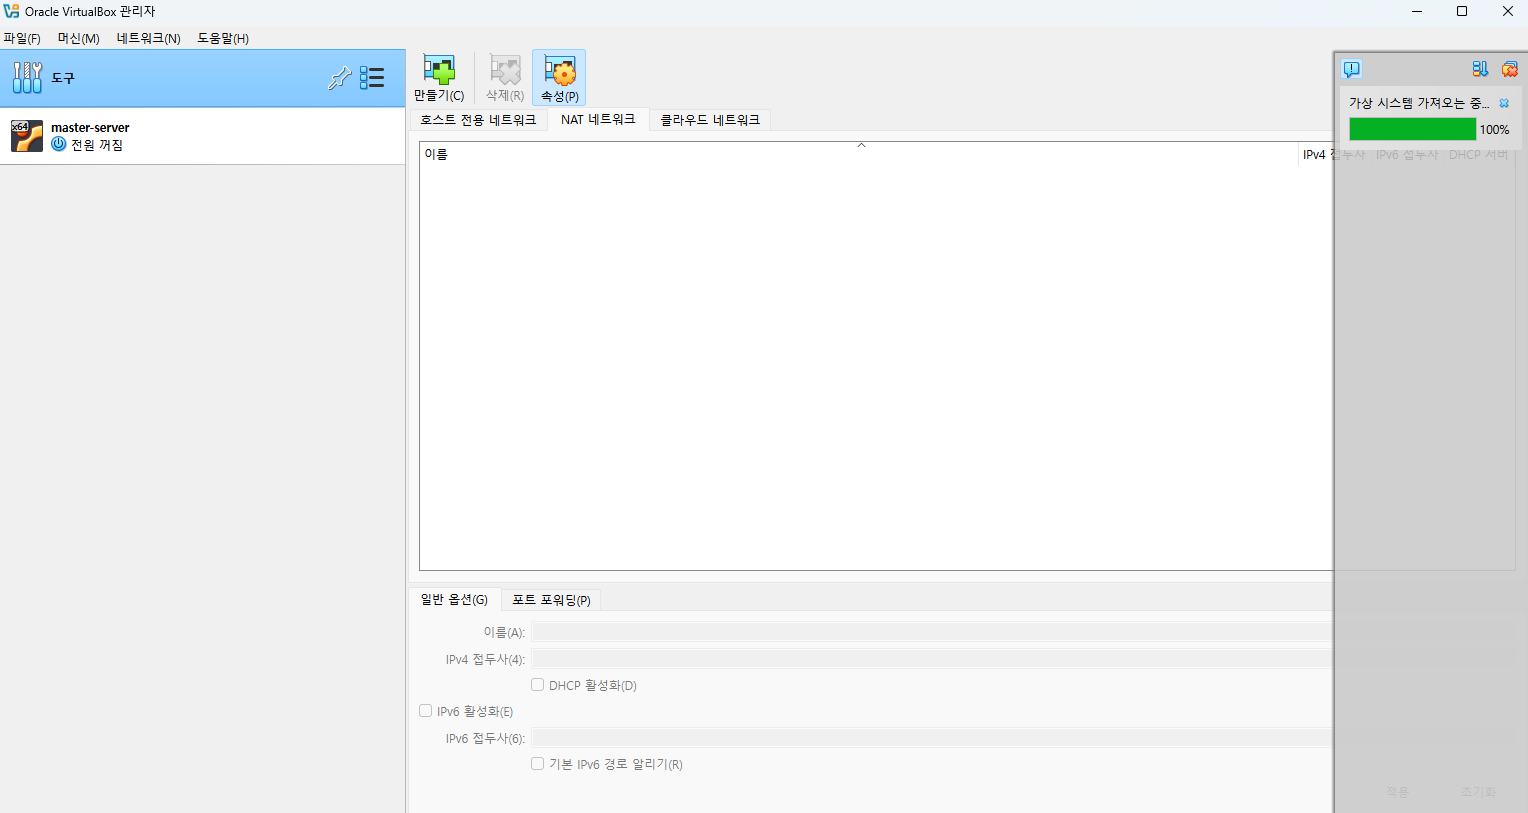 Oracle VirtualBox 관리자
파일(F) 머신(M) 네트워크(N) 도움말(H)
도구
x64
master-server
전원 꺼짐
만들기(C) 삭제(R) 속성(P)
호스트 전용 네트워크 NAT 네트워크 클라우드 네트워크
가상 시스템 가져오는 중...
100%
이름 IPv4 접두사 IPv6 접두사 DHCP 서버
일반 옵션(G) 포트 포워딩(P)
이름(A):
IPv4 접두사(4):
DHCP 활성화(D)
IPv6 활성화(E)
IPv6 접두사(6):
기본 IPv6 경로 알리기(R)
적용 초기화